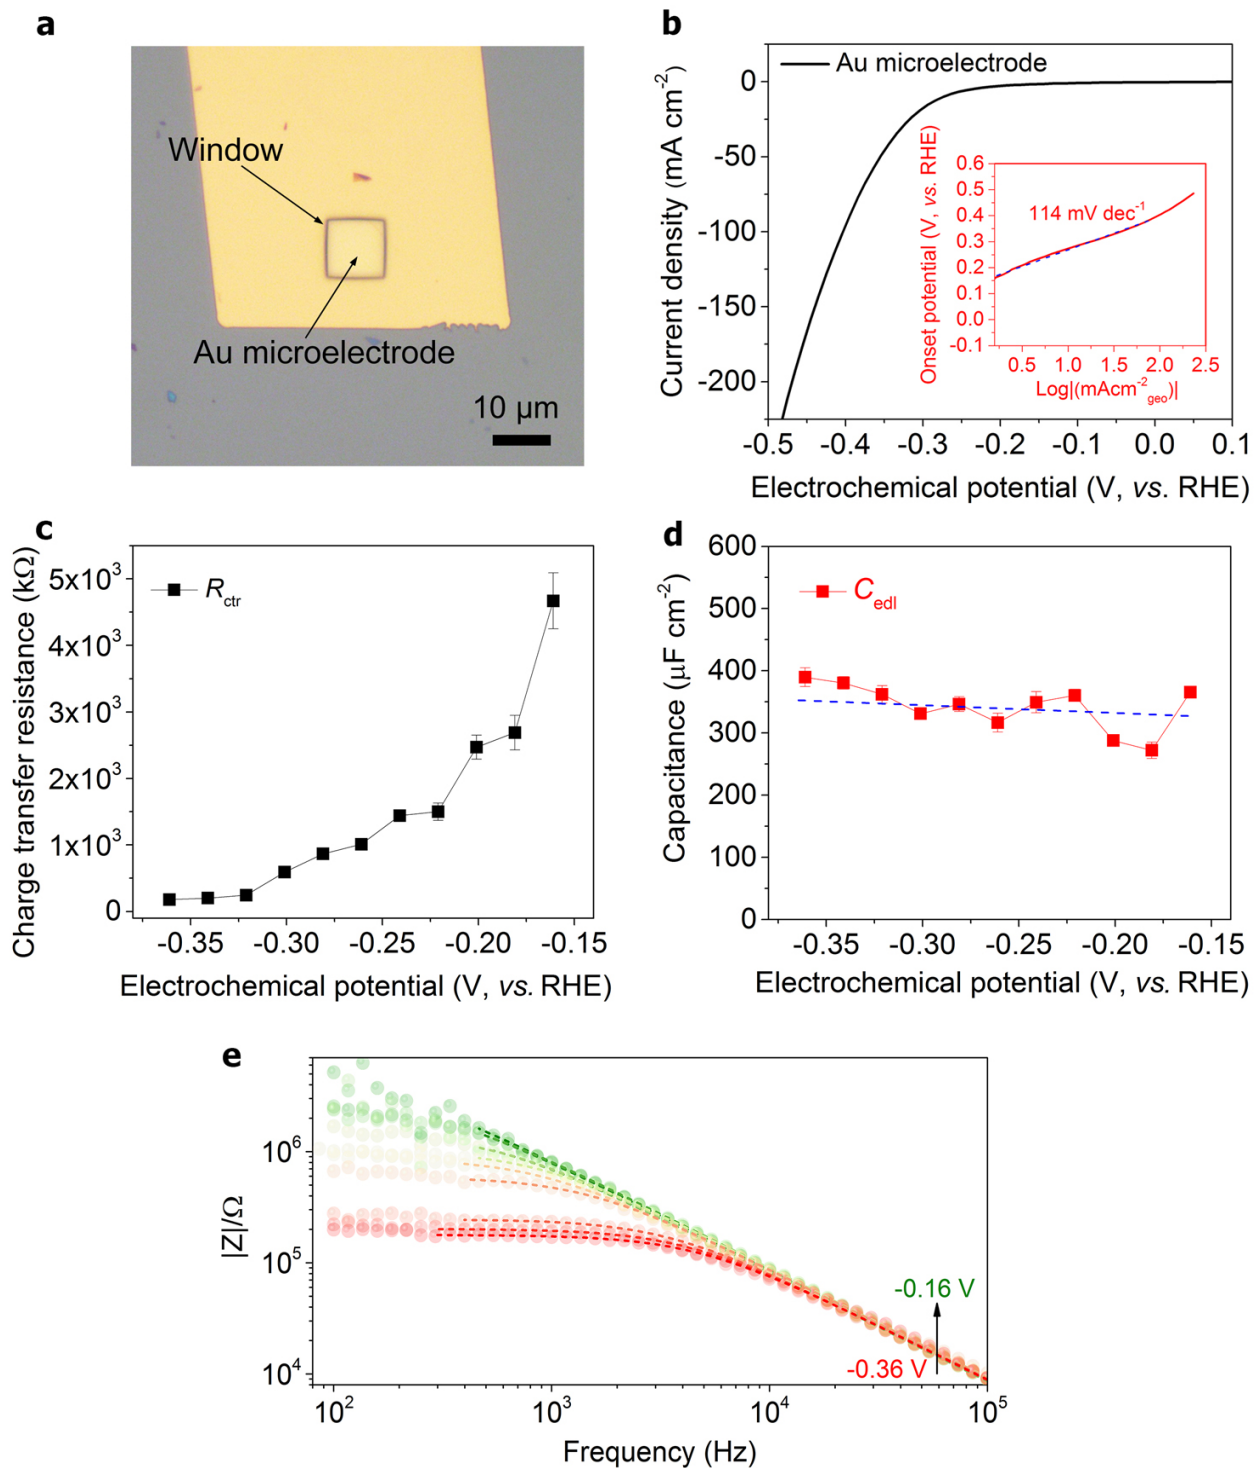 a
Window
Au microelectrode
10 μm
b
Au microelectrode
0
-50
-100
-150
-200
Current density (mA cm-2)
-0.5 -0.4 -0.3 -0.2 -0.1 0.0 0.1
Electrochemical potential (V, vs. RHE)
0.6
0.5
0.4
0.3
0.2
0.1
0.0
-0.1
Onset potential (V, vs. RHE)
114 mV dec-1
0.5 1.0 1.5 2.0 2.5
Log|(mAcm-2geo)|
c
Rctr
5x10³
4x10³
3x10³
2x10³
1x10³
0
Charge transfer resistance (kΩ)
-0.35 -0.30 -0.25 -0.20 -0.15
Electrochemical potential (V, vs. RHE)
d
Cedl
600
500
400
300
200
100
0
Capacitance (μF cm-2)
-0.35 -0.30 -0.25 -0.20 -0.15
Electrochemical potential (V, vs. RHE)
e
10⁶
10⁵
10⁴
|Z|/Ω
-0.16 V
-0.36 V
10² 10³ 10⁴ 10⁵
Frequency (Hz)